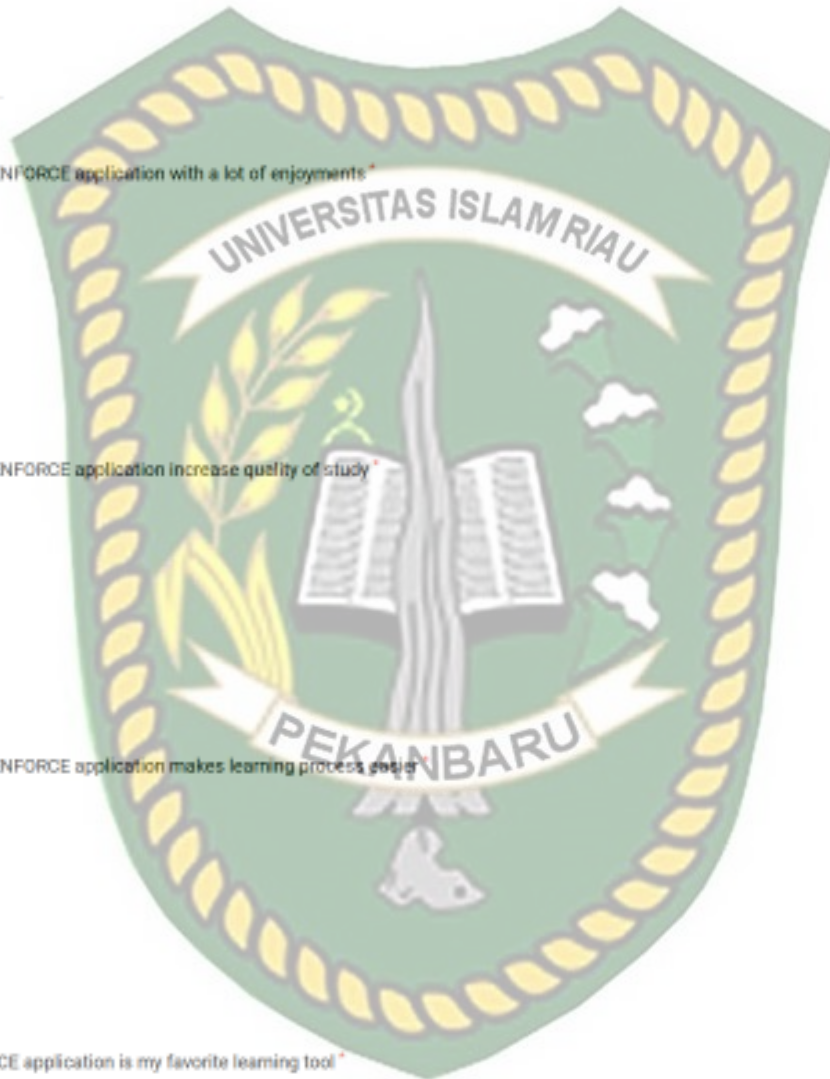 NFORCE application with a lot of enjoyments *
UNIVERSITAS ISLAM RIAU
NFORCE application increase quality of study *
PEKANBARU
NFORCE application makes learning process easier *
CE application is my favorite learning tool *